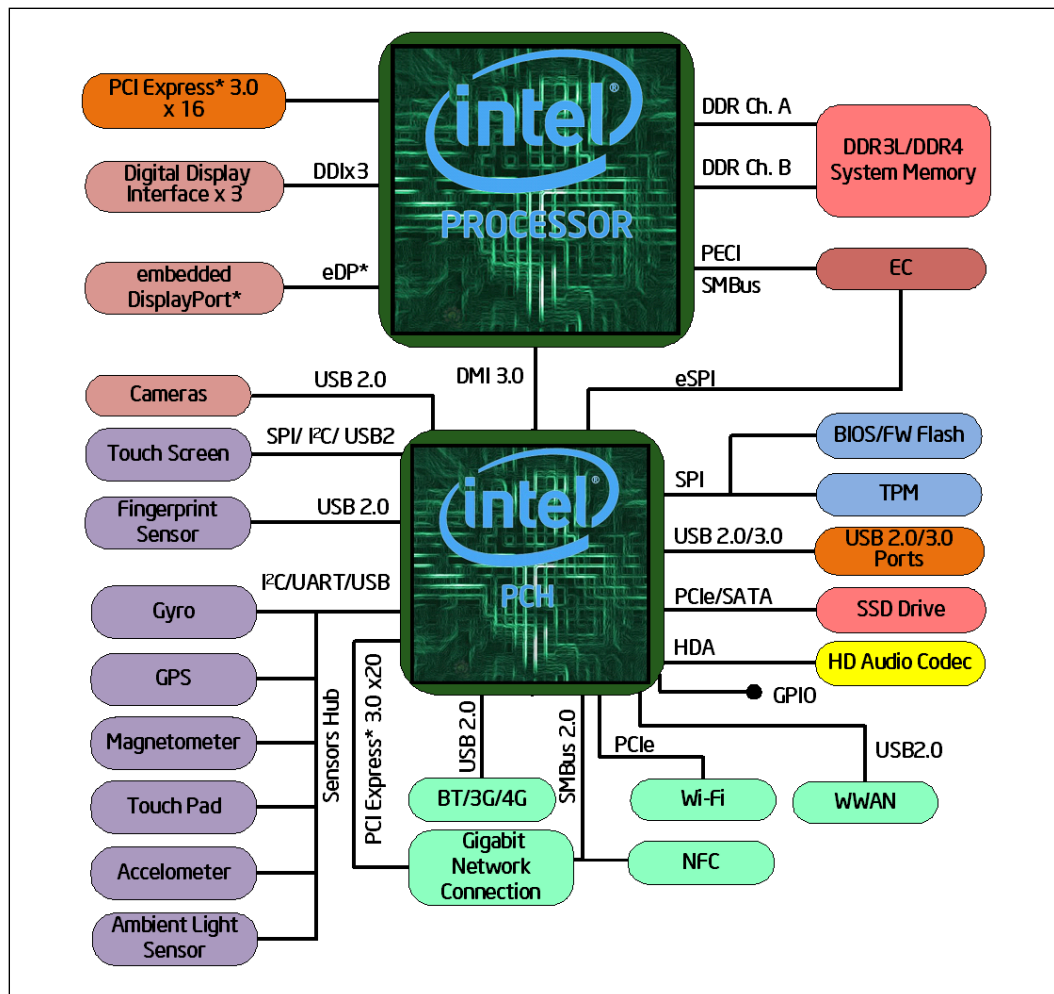 intel®
PROCESSOR
PCI Express* 3.0
x 16
Digital Display
Interface x 3
DDIx3
embedded
DisplayPort*
eDP*
DDR Ch. A
DDR Ch. B
DDR3L/DDR4
System Memory
PECI
SMBus
EC
DMI 3.0
eSPI
Cameras
USB 2.0
Touch Screen
SPI/ I²C/ USB2
Fingerprint
Sensor
USB 2.0
intel®
PCH
SPI
BIOS/FW Flash
TPM
USB 2.0/3.0
USB 2.0/3.0
Ports
PCIe/SATA
SSD Drive
HDA
HD Audio Codec
GPIO
I²C/UART/USB
Gyro
GPS
Magnetometer
Touch Pad
Accelometer
Ambient Light
Sensor
Sensors Hub
PCI Express* 3.0 x20
USB 2.0
SMBus 2.0
PCIe
USB2.0
BT/3G/4G
Wi-Fi
WWAN
Gigabit
Network
Connection
NFC